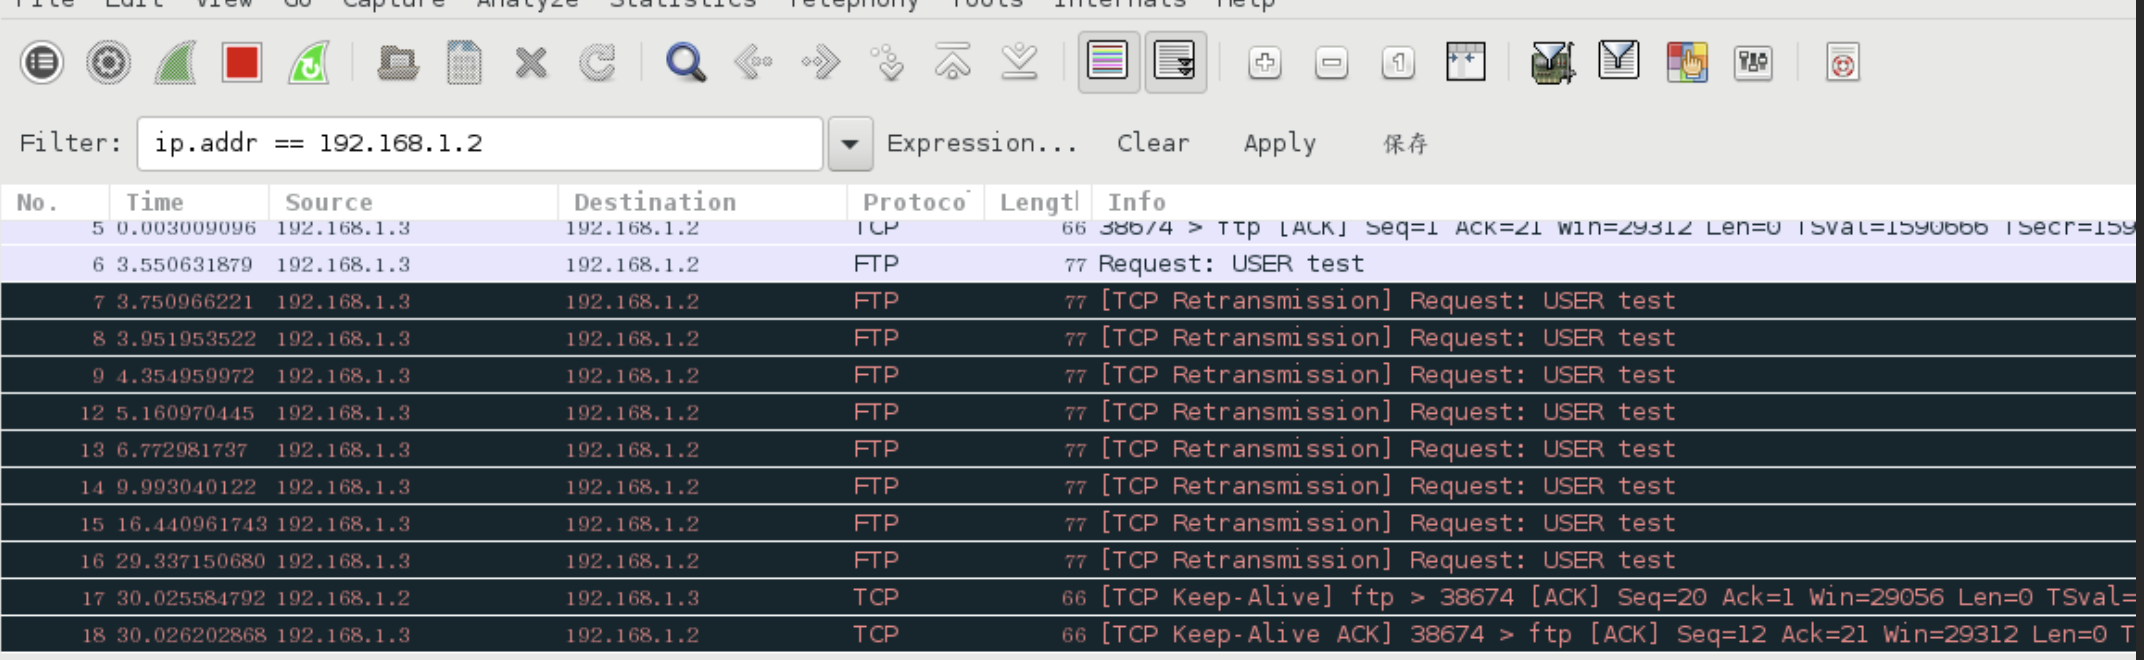 File Edit View Go Capture Analyze Statistics Telephony Tools Internals Help
Filter: ip.addr == 192.168.1.2 Expression... Clear Apply 保存
No. Time Source Destination Protoco Lengtl Info
5 0.003009096 192.168.1.3 192.168.1.2 TCP 66 38674 > ftp [ACK] Seq=1 Ack=21 Win=29312 Len=0 TSval=1590666 TSecr=159
6 3.550631879 192.168.1.3 192.168.1.2 FTP 77 Request: USER test
7 3.750966221 192.168.1.3 192.168.1.2 FTP 77 [TCP Retransmission] Request: USER test
8 3.951953522 192.168.1.3 192.168.1.2 FTP 77 [TCP Retransmission] Request: USER test
9 4.354959972 192.168.1.3 192.168.1.2 FTP 77 [TCP Retransmission] Request: USER test
12 5.160970445 192.168.1.3 192.168.1.2 FTP 77 [TCP Retransmission] Request: USER test
13 6.772981737 192.168.1.3 192.168.1.2 FTP 77 [TCP Retransmission] Request: USER test
14 9.993040122 192.168.1.3 192.168.1.2 FTP 77 [TCP Retransmission] Request: USER test
15 16.440961743 192.168.1.3 192.168.1.2 FTP 77 [TCP Retransmission] Request: USER test
16 29.337150680 192.168.1.3 192.168.1.2 FTP 77 [TCP Retransmission] Request: USER test
17 30.025584792 192.168.1.2 192.168.1.3 TCP 66 [TCP Keep-Alive] ftp > 38674 [ACK] Seq=20 Ack=1 Win=29056 Len=0 TSval=
18 30.026202868 192.168.1.3 192.168.1.2 TCP 66 [TCP Keep-Alive ACK] 38674 > ftp [ACK] Seq=12 Ack=21 Win=29312 Len=0 T